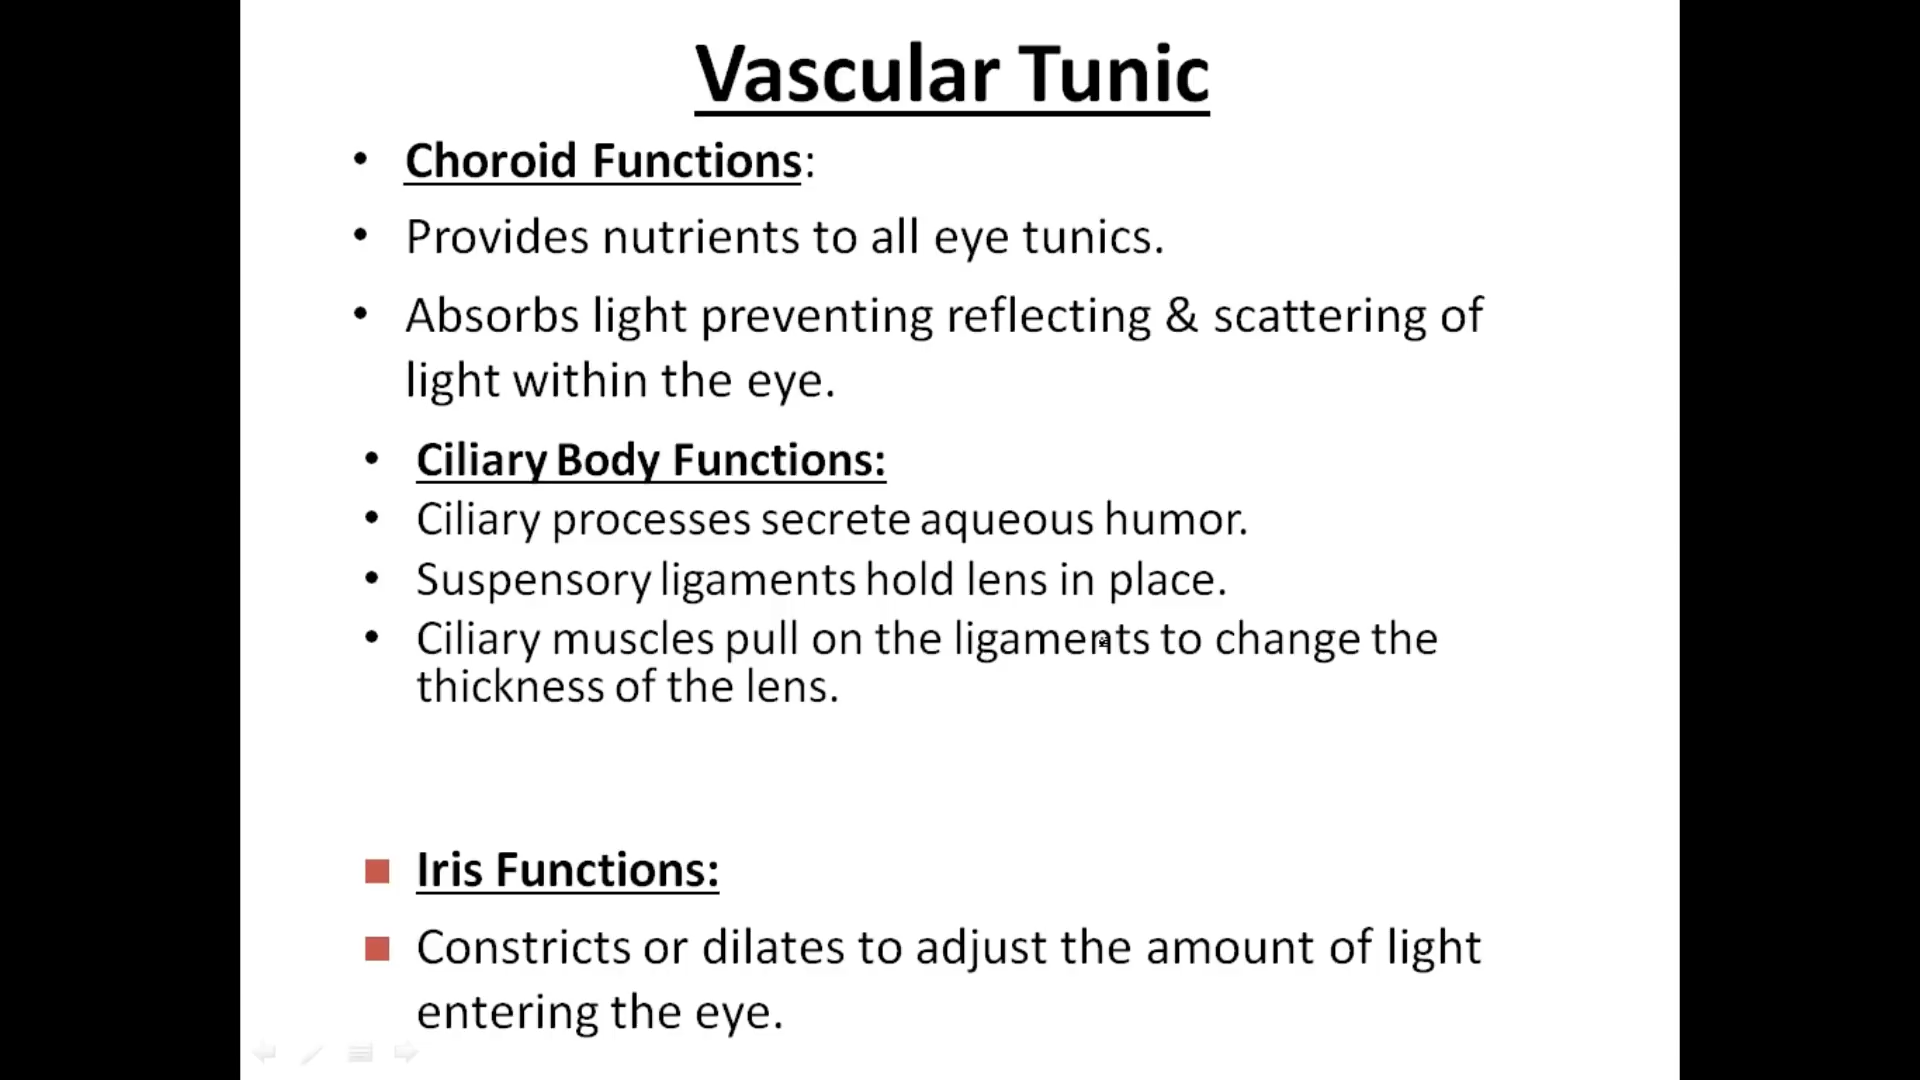 Vascular Tunic
• Choroid Functions:
• Provides nutrients to all eye tunics.
• Absorbs light preventing reflecting & scattering of
light within the eye.
• Ciliary Body Functions:
• Ciliary processes secrete aqueous humor.
• Suspensory ligaments hold lens in place.
• Ciliary muscles pull on the ligaments to change the
thickness of the lens.
■ Iris Functions:
■ Constricts or dilates to adjust the amount of light
entering the eye.